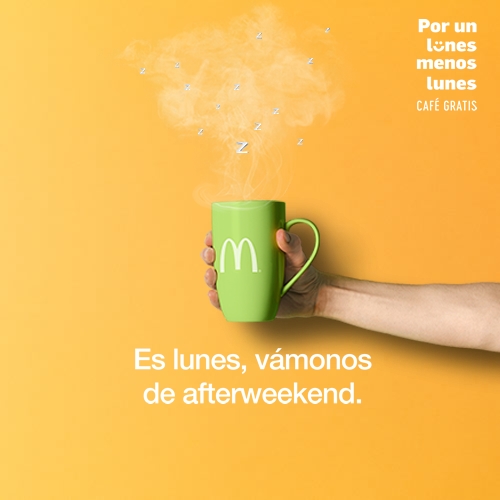 Por un
lunes
menos
lunes
CAFÉ GRATIS
z
z
z
z
z
z
z
z
z
z
z
z
M
Es lunes, vámonos
de afterweekend.